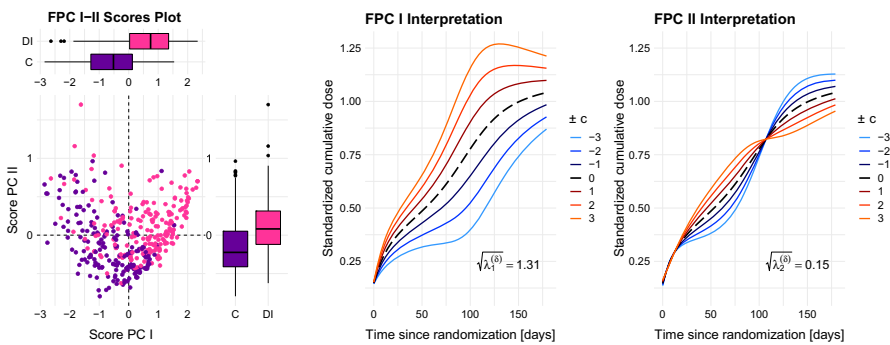 FPC I−II Scores Plot
DI
C
−3 −2 −1 0 1 2
Score PC II
1
0
−3 −2 −1 0 1 2
Score PC I
1
0
C DI
FPC I Interpretation
Standardized cumulative dose
1.25
1.00
0.75
0.50
0.25
√λ₁^(δ) = 1.31
0 50 100 150
Time since randomization [days]
± c
−3
−2
−1
0
1
2
3
FPC II Interpretation
Standardized cumulative dose
1.25
1.00
0.75
0.50
0.25
√λ₂^(δ) = 0.15
0 50 100 150
Time since randomization [days]
± c
−3
−2
−1
0
1
2
3